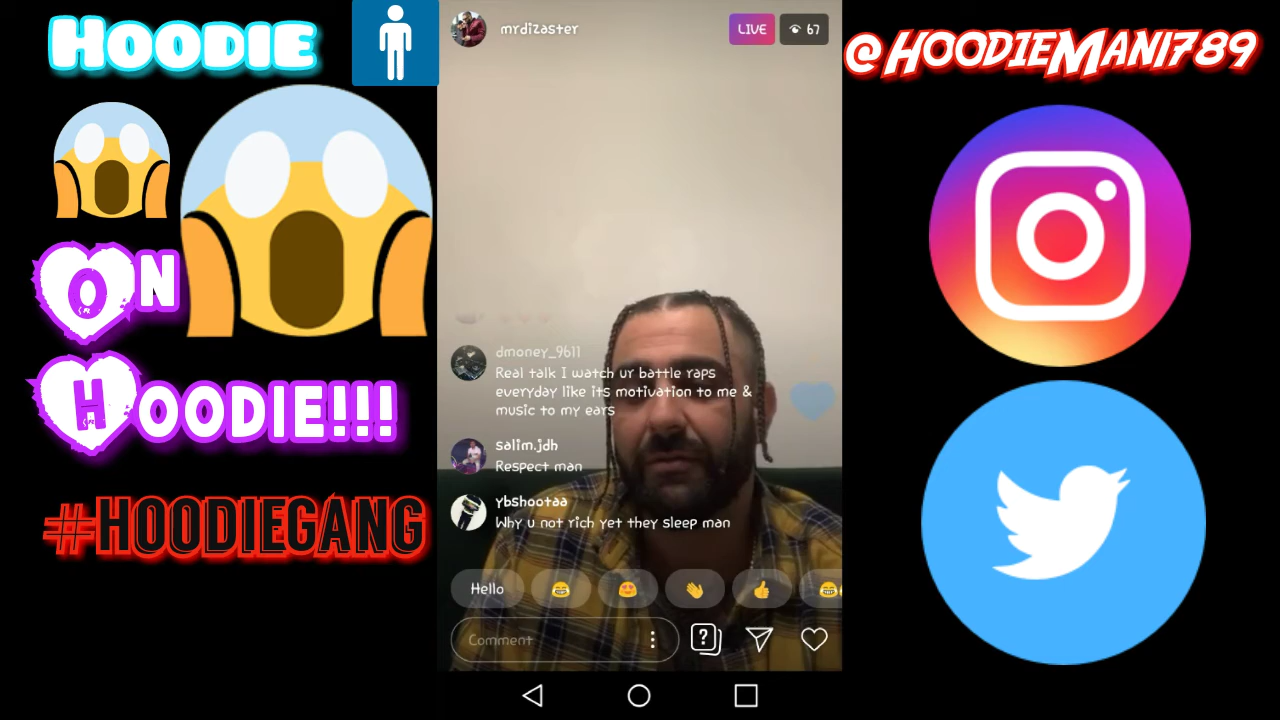 HOODIE
ON
HOODIE!!!
#HOODIEGANG
mrdizaster
LIVE
67
dmoney_9611
Real talk I watch ur battle raps
everyday like its motivation to me &
music to my ears
salim.jdh
Respect man
ybshootaa
Why u not rich yet they sleep man
Hello
Comment
@HOODIEMAN1789